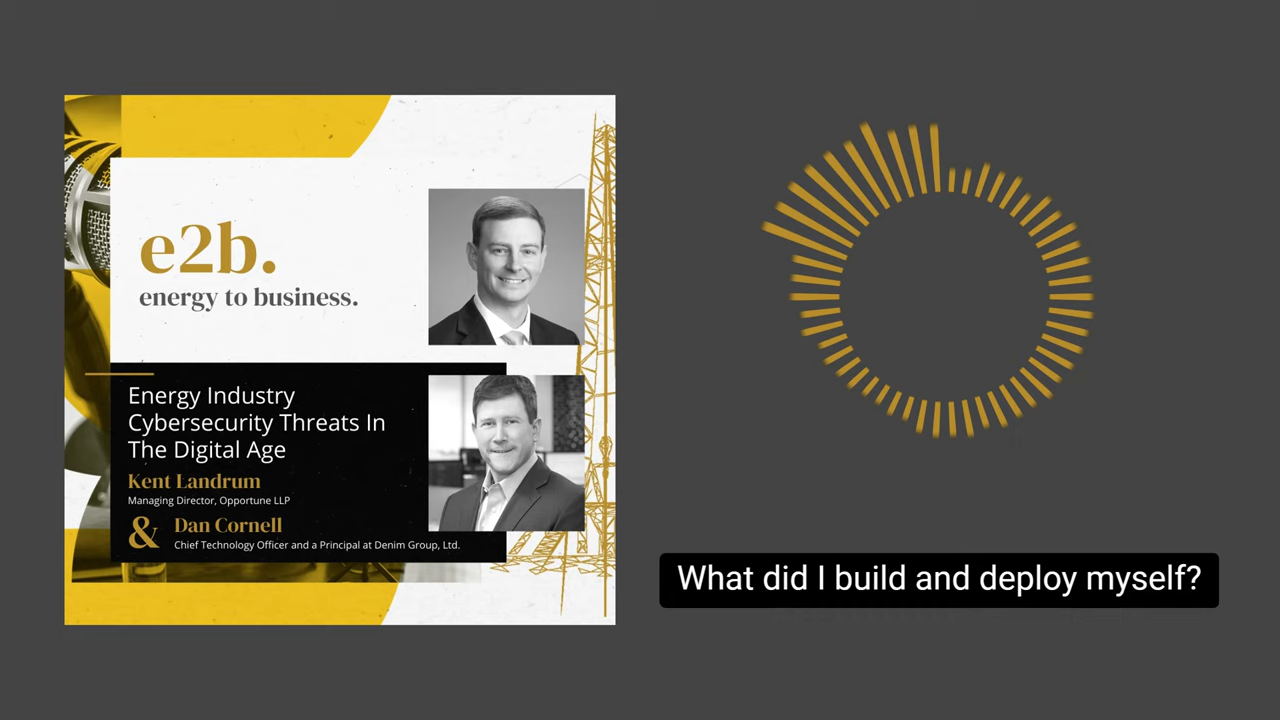 e2b.
energy to business.
Energy Industry
Cybersecurity Threats In
The Digital Age
Kent Landrum
Managing Director, Opportune LLP
& Dan Cornell
Chief Technology Officer and a Principal at Denim Group, Ltd.
What did I build and deploy myself?